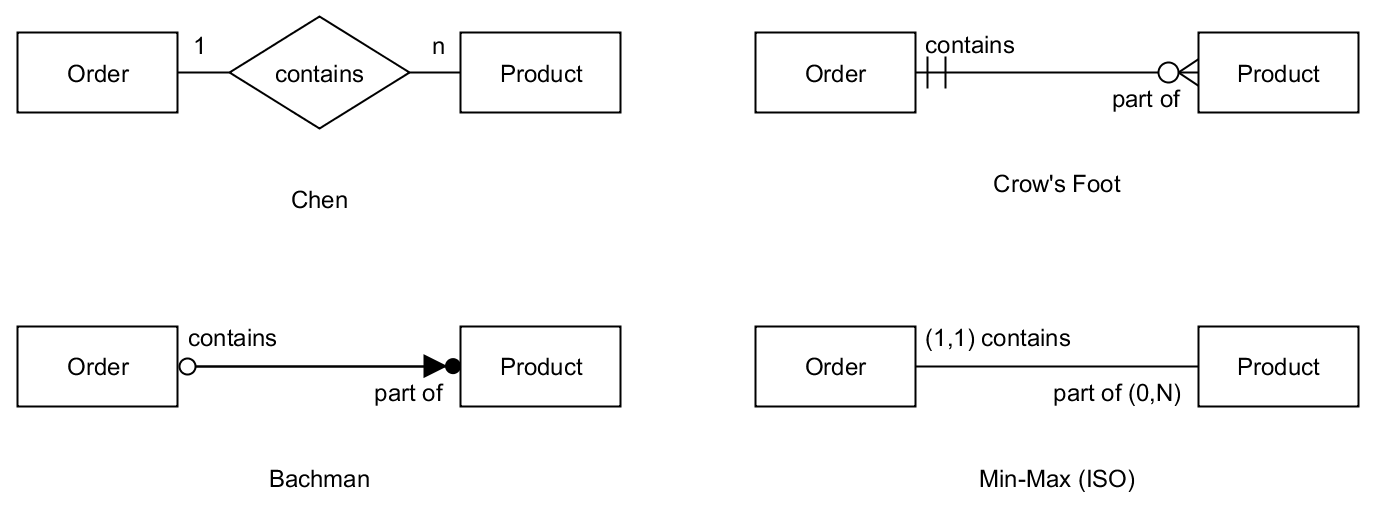 Order
1
contains
n
Product
Chen
Order
contains
part of
Product
Crow's Foot
Order
contains
part of
Product
Bachman
Order
(1,1) contains
part of (0,N)
Product
Min-Max (ISO)